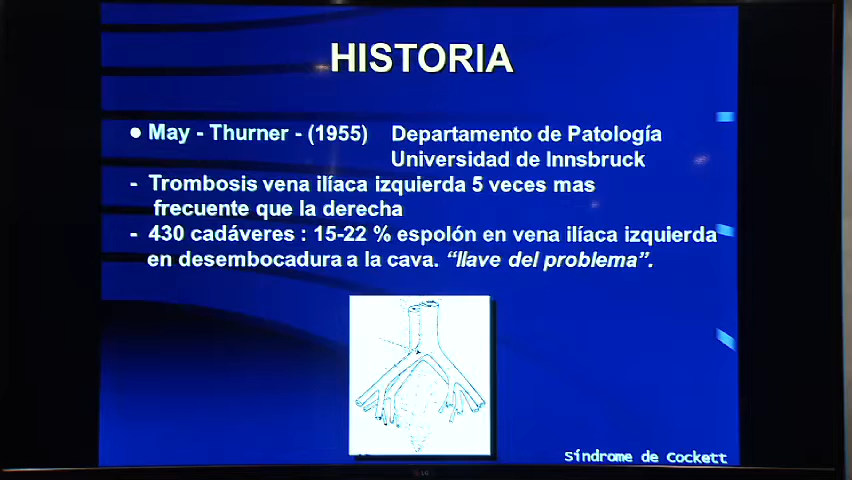 HISTORIA
● May - Thurner - (1955) Departamento de Patología
Universidad de Innsbruck
- Trombosis vena ilíaca izquierda 5 veces mas
frecuente que la derecha
- 430 cadáveres : 15-22 % espolón en vena ilíaca izquierda
en desembocadura a la cava. “llave del problema”.
Síndrome de Cockett